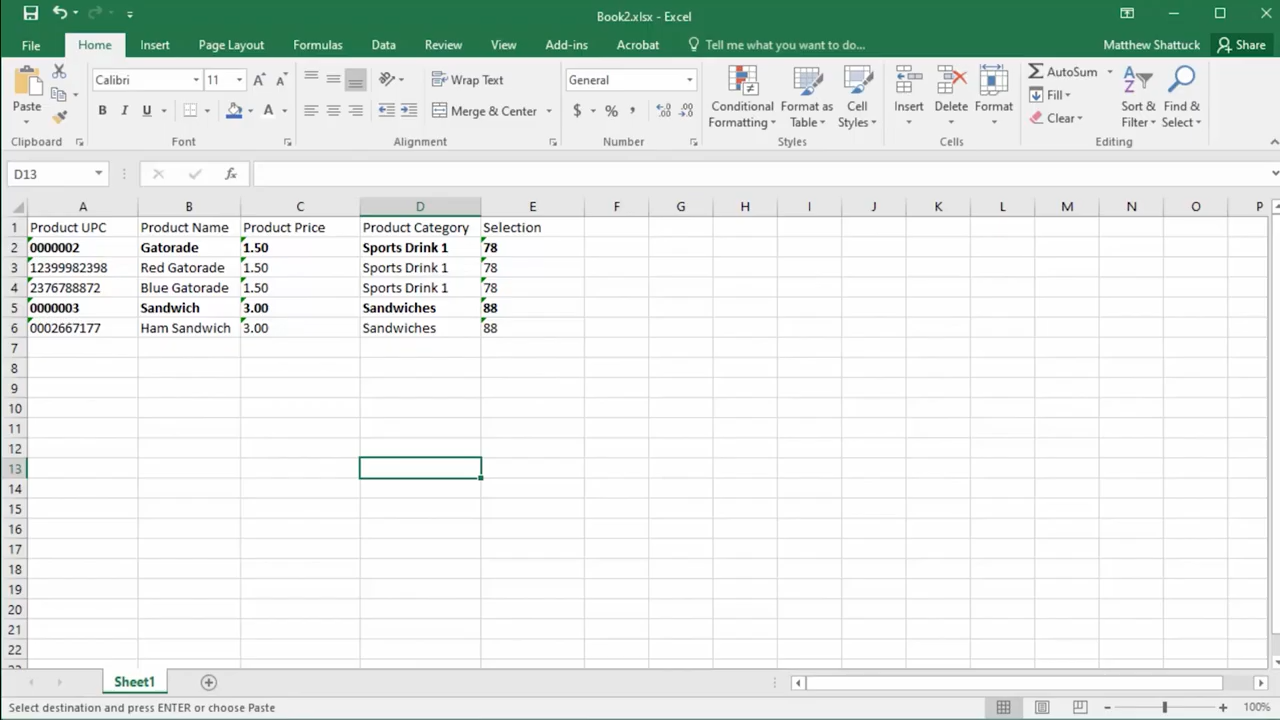 Book2.xlsx - Excel
File Home Insert Page Layout Formulas Data Review View Add-ins Acrobat Tell me what you want to do... Matthew Shattuck Share
Paste
Calibri 11
B I U A
Wrap Text
Merge & Center
General
$ % ,
Conditional Formatting
Format as Table
Cell Styles
Insert Delete Format
AutoSum
Fill
Clear
Sort & Filter
Find & Select
Clipboard Font Alignment Number Styles Cells Editing
D13 fx
A B C D E F G H I J K L M N O P
1 Product UPC Product Name Product Price Product Category Selection
2 0000002 Gatorade 1.50 Sports Drink 1 78
3 12399982398 Red Gatorade 1.50 Sports Drink 1 78
4 2376788872 Blue Gatorade 1.50 Sports Drink 1 78
5 0000003 Sandwich 3.00 Sandwiches 88
6 0002667177 Ham Sandwich 3.00 Sandwiches 88
7
8
9
10
11
12
13
14
15
16
17
18
19
20
21
22
Sheet1
Select destination and press ENTER or choose Paste 100%